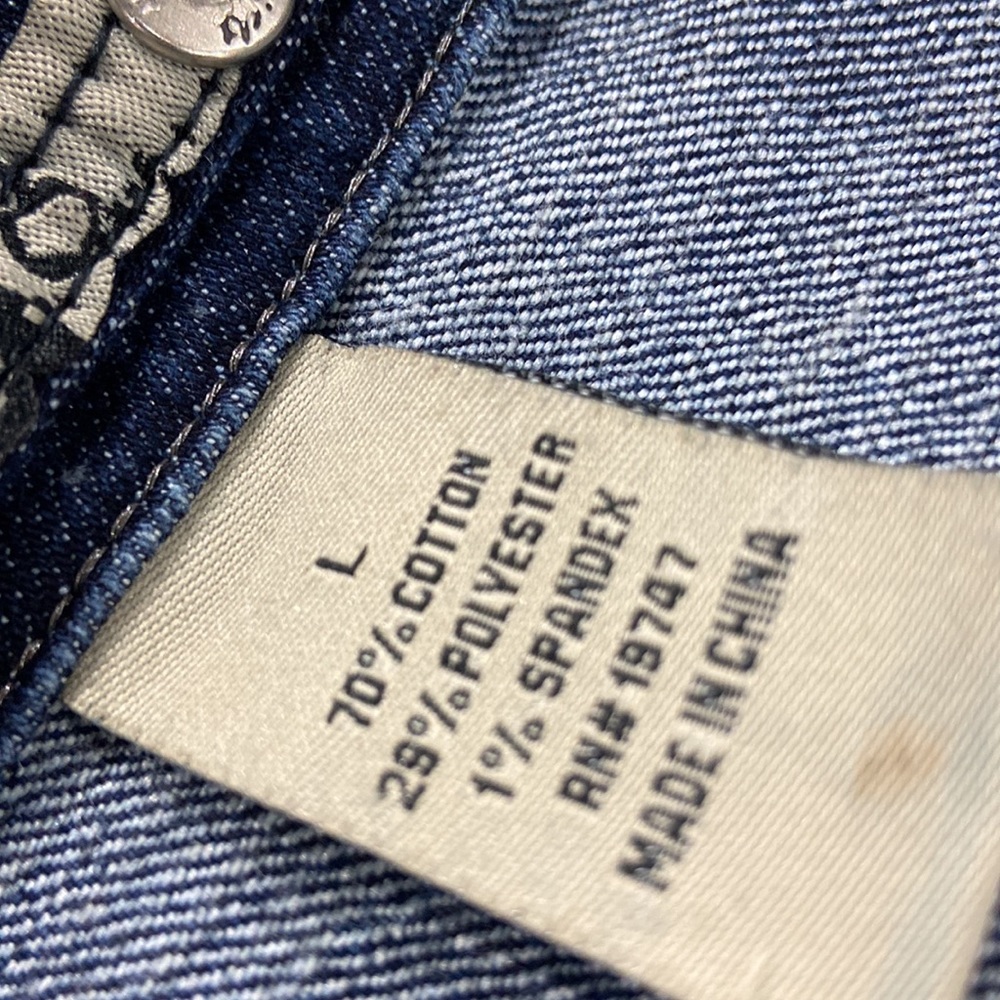 L
70% COTTON
29% POLYESTER
1% SPANDEX
RN# 19747
MADE IN CHINA